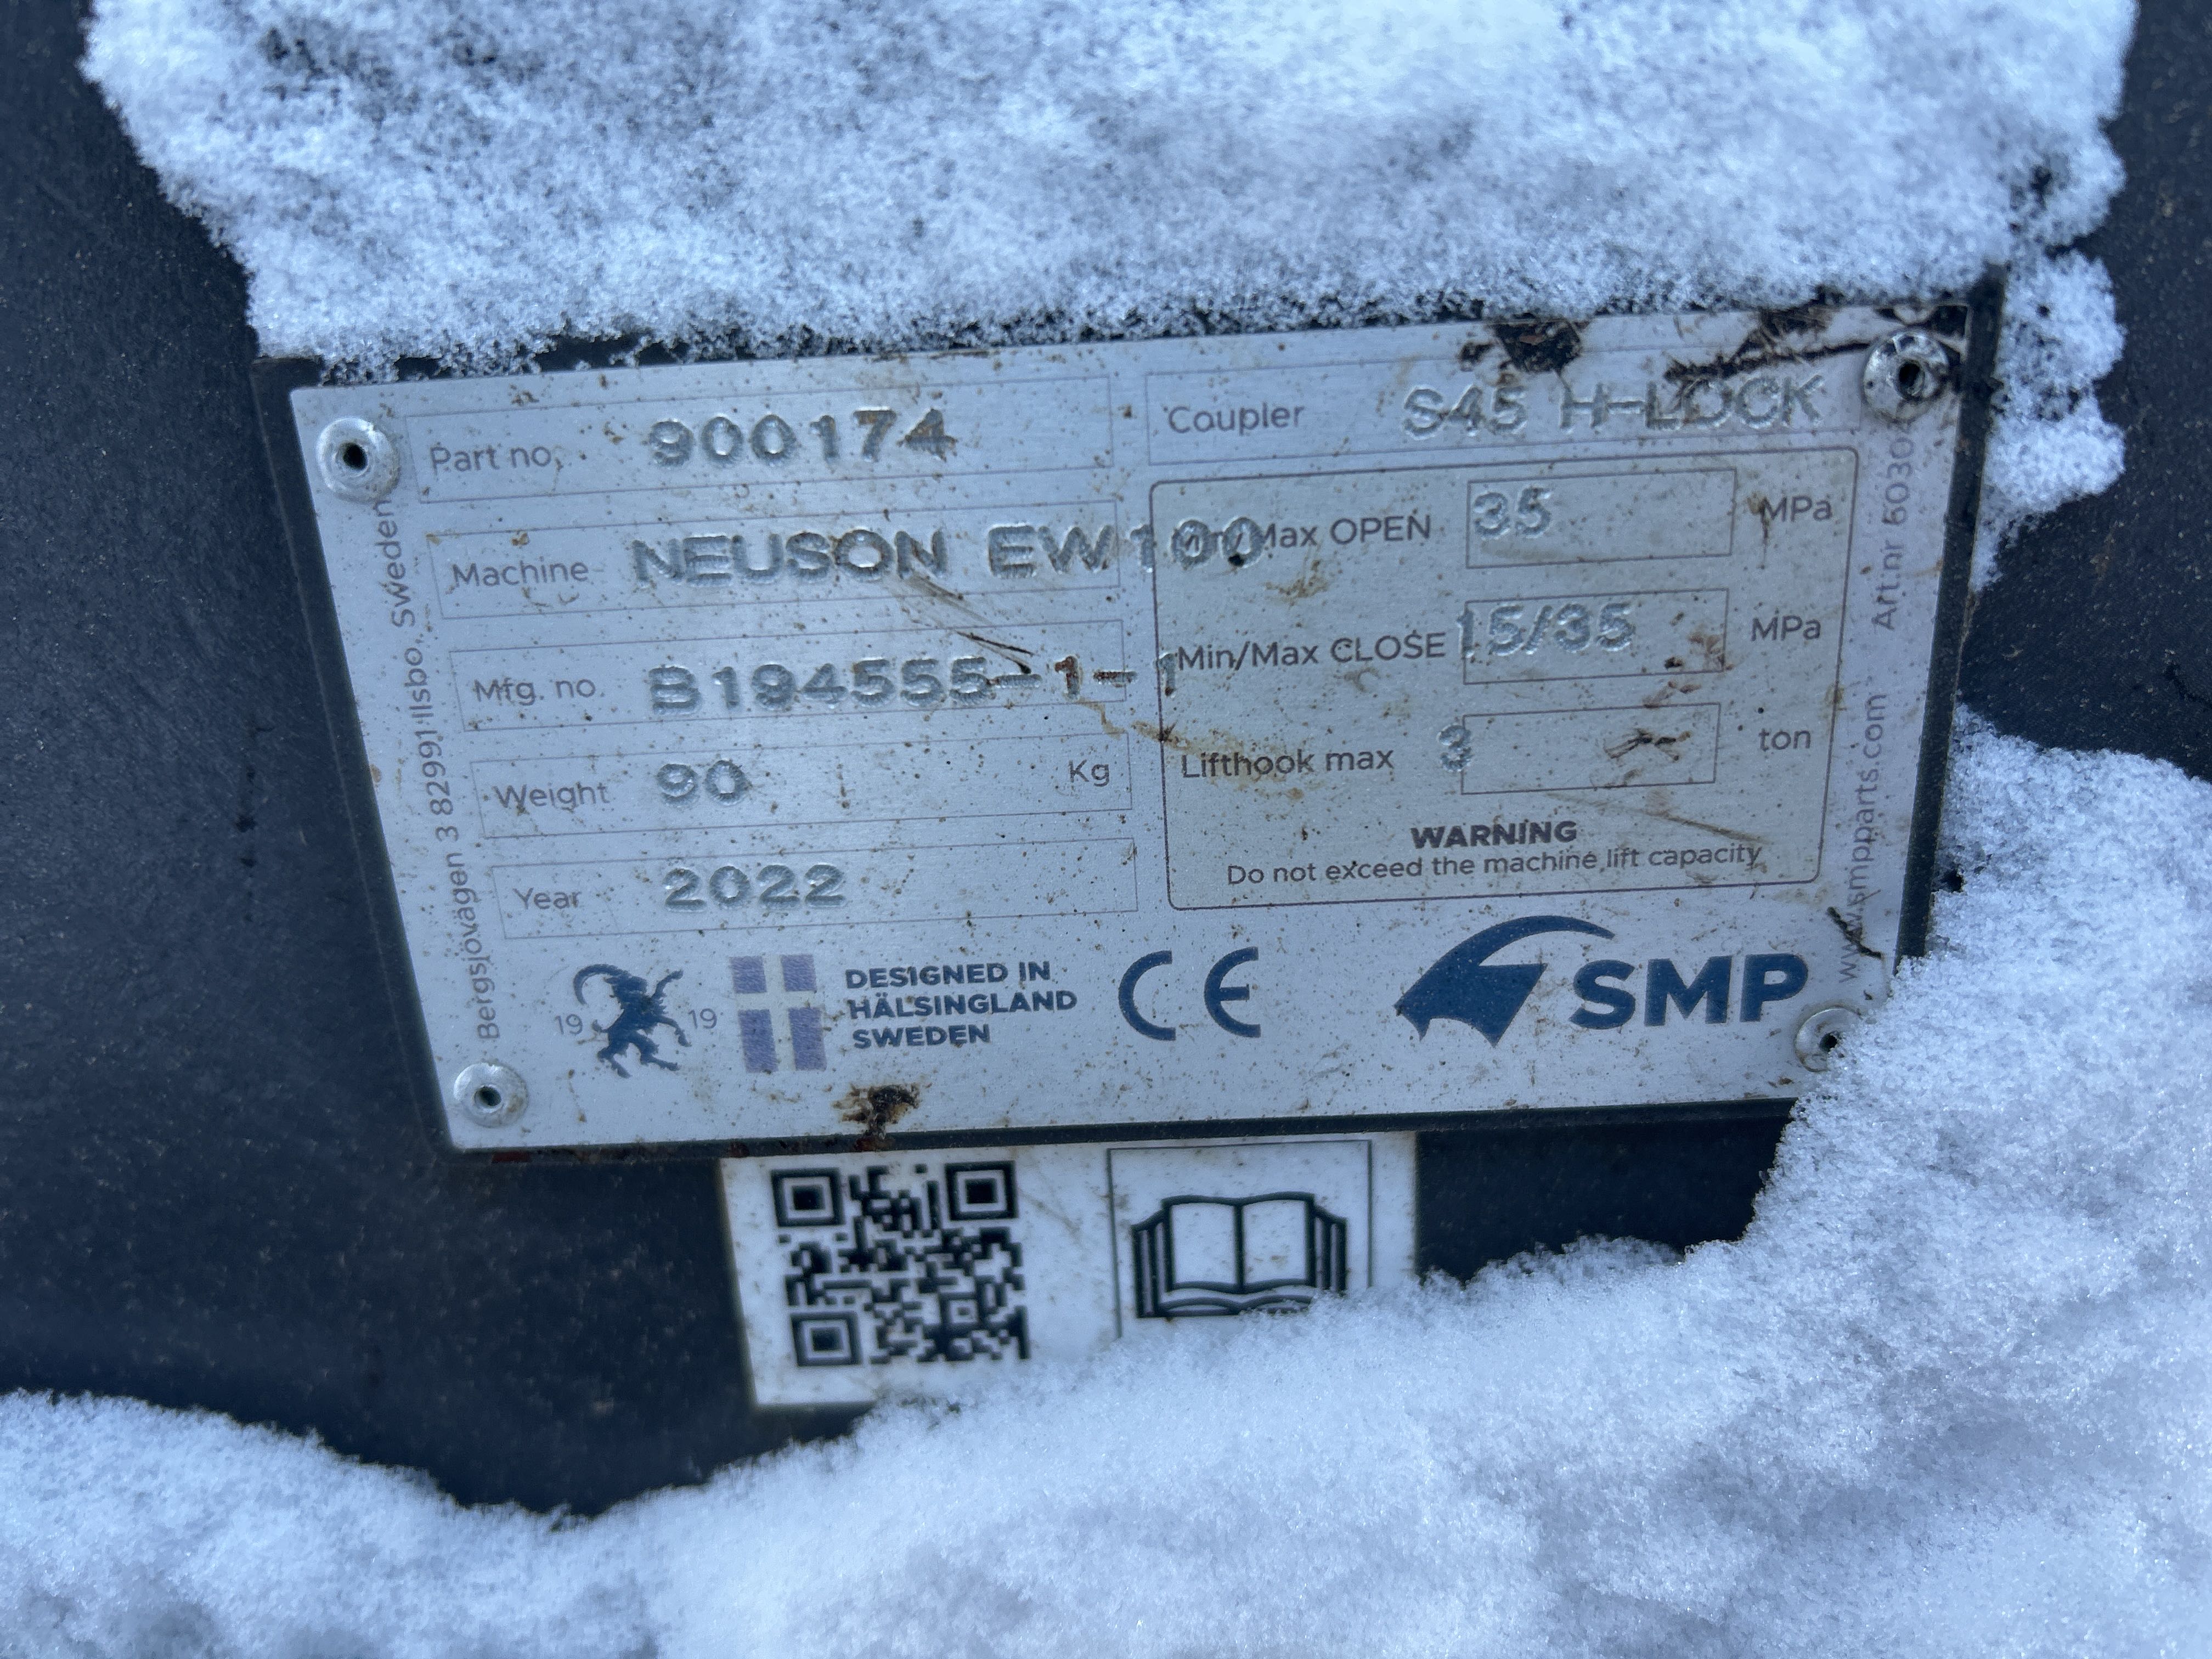 Part no. 900174
Coupler S45 H-LOCK
Machine NEUSON EW100
Max OPEN 35 MPa
Mfg. no. B194555-1-1
Min/Max CLOSE 15/35 MPa
Weight 90 Kg
Lifthook max 3 ton
Year 2022
WARNING
Do not exceed the machine lift capacity
19 19
DESIGNED IN
HÄLSINGLAND
SWEDEN
CE
SMP
Bergsjövägen 3 82991 Ilsbo, Sweden
www.smpparts.com Art.nr